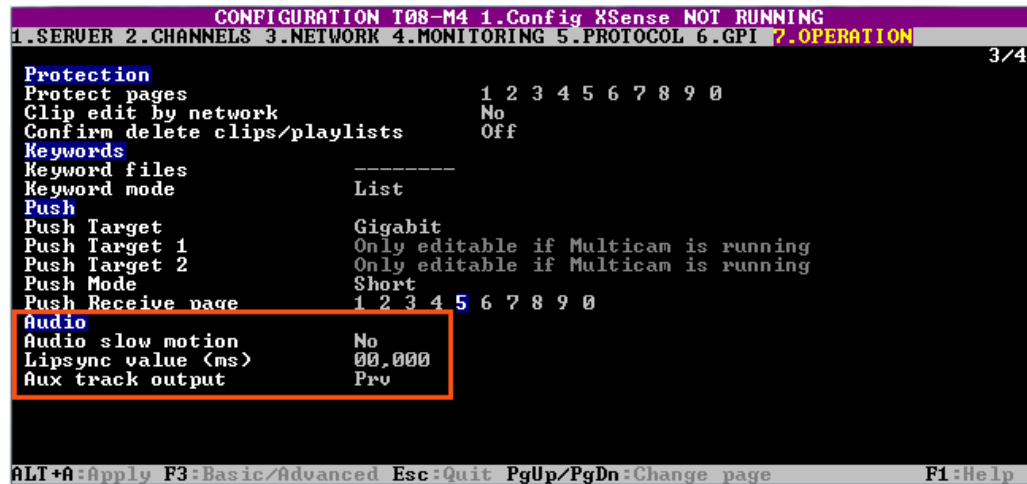 CONFIGURATION T08-M4 1.Config XSense NOT RUNNING
1.SERVER 2.CHANNELS 3.NETWORK 4.MONITORING 5.PROTOCOL 6.GPI 7.OPERATION
3/4
Protection
Protect pages 1 2 3 4 5 6 7 8 9 0
Clip edit by network No
Confirm delete clips/playlists Off
Keywords
Keyword files --------
Keyword mode List
Push
Push Target Gigabit
Push Target 1 Only editable if Multicam is running
Push Target 2 Only editable if Multicam is running
Push Mode Short
Push Receive page 1 2 3 4 5 6 7 8 9 0
Audio
Audio slow motion No
Lipsync value (ms) 00,000
Aux track output Prv
ALT+A:Apply F3:Basic/Advanced Esc:Quit PgUp/PgDn:Change page F1:Help